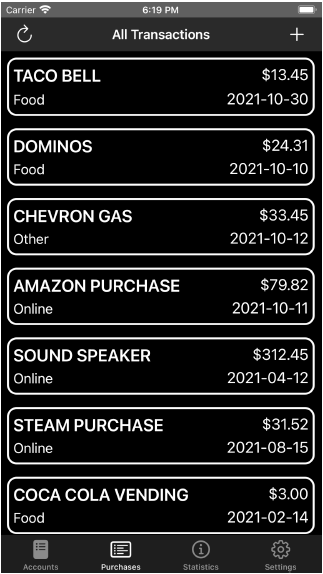 Carrier 6:19 PM
All Transactions
TACO BELL $13.45
Food 2021-10-30
DOMINOS $24.31
Food 2021-10-10
CHEVRON GAS $33.45
Other 2021-10-12
AMAZON PURCHASE $79.82
Online 2021-10-11
SOUND SPEAKER $312.45
Online 2021-04-12
STEAM PURCHASE $31.52
Online 2021-08-15
COCA COLA VENDING $3.00
Food 2021-02-14
Accounts Purchases Statistics Settings